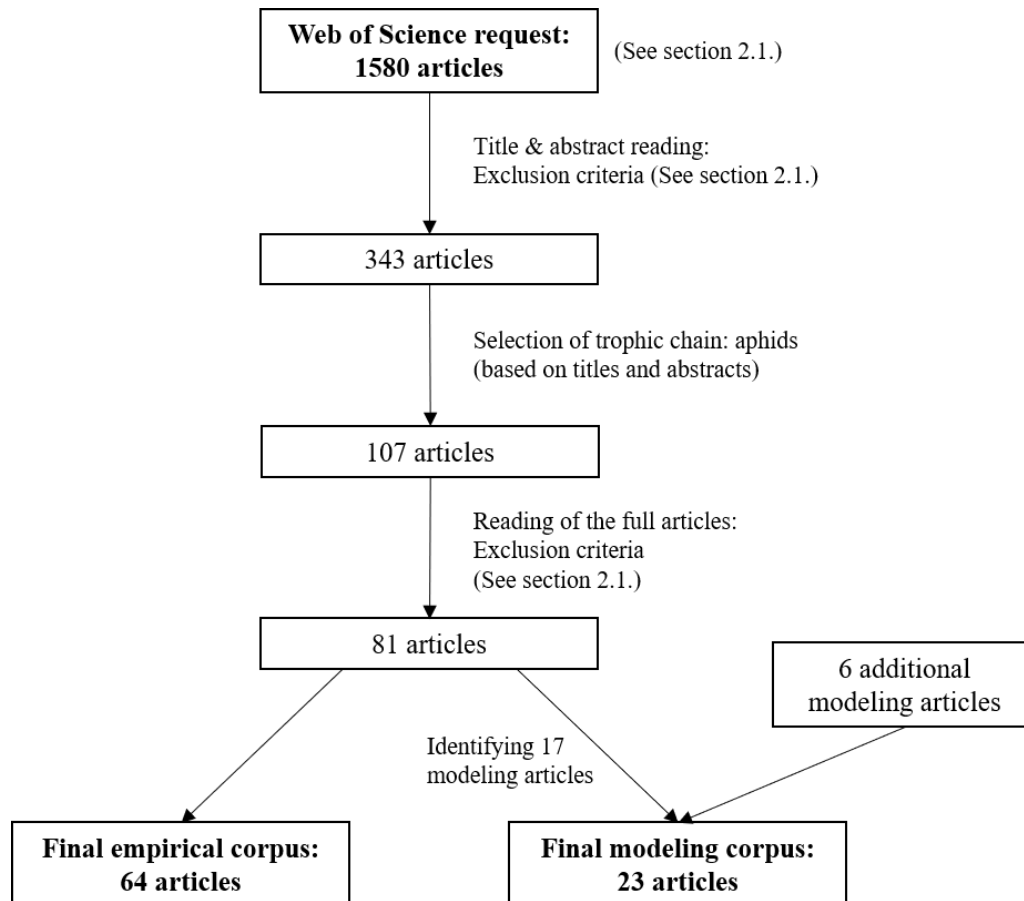 Web of Science request:
1580 articles
(See section 2.1.)
Title & abstract reading:
Exclusion criteria (See section 2.1.)
343 articles
Selection of trophic chain: aphids
(based on titles and abstracts)
107 articles
Reading of the full articles:
Exclusion criteria
(See section 2.1.)
81 articles
6 additional
modeling articles
Identifying 17
modeling articles
Final empirical corpus:
64 articles
Final modeling corpus:
23 articles